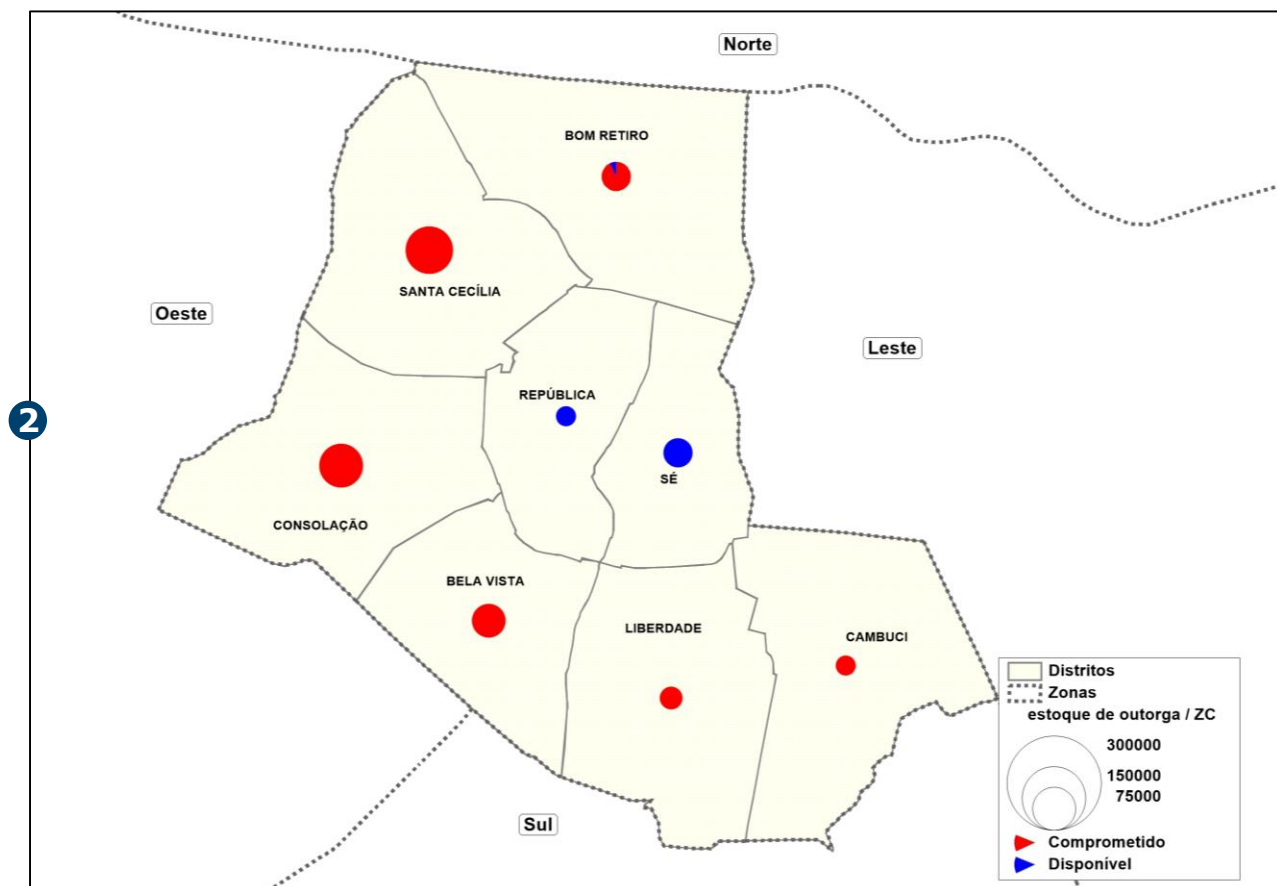 Norte
BOM RETIRO
SANTA CECÍLIA
Oeste
Leste
REPÚBLICA
2
SÉ
CONSOLAÇÃO
BELA VISTA
LIBERDADE
CAMBUCI
Distritos
Zonas
estoque de outorga / ZC
300000
150000
75000
Sul
Comprometido
Disponível